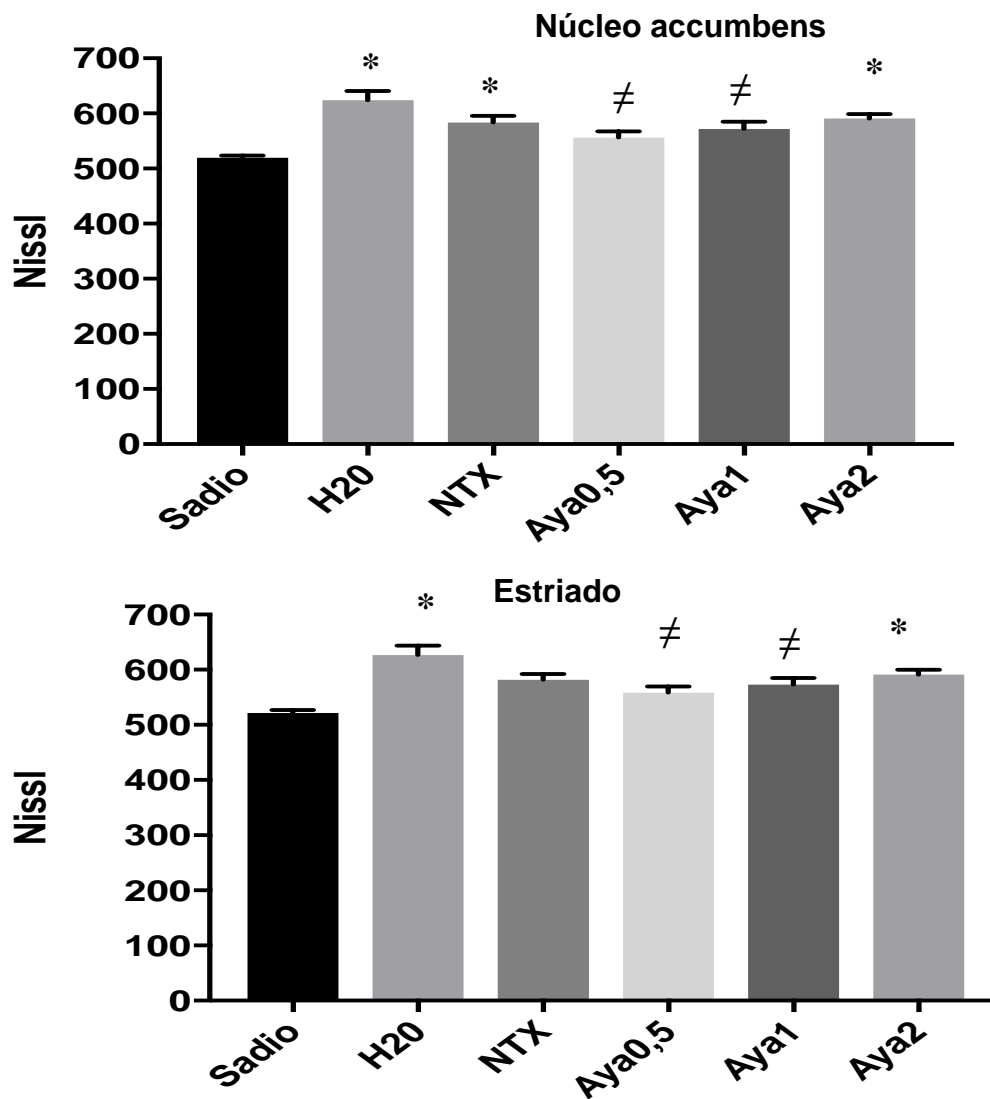 Núcleo accumbens
700
600
500
400
300
200
100
0
Nissl
*
*
≠
≠
*
Sadio
H20
NTX
Aya0,5
Aya1
Aya2
Estriado
700
600
500
400
300
200
100
0
Nissl
*
≠
≠
*
Sadio
H20
NTX
Aya0,5
Aya1
Aya2